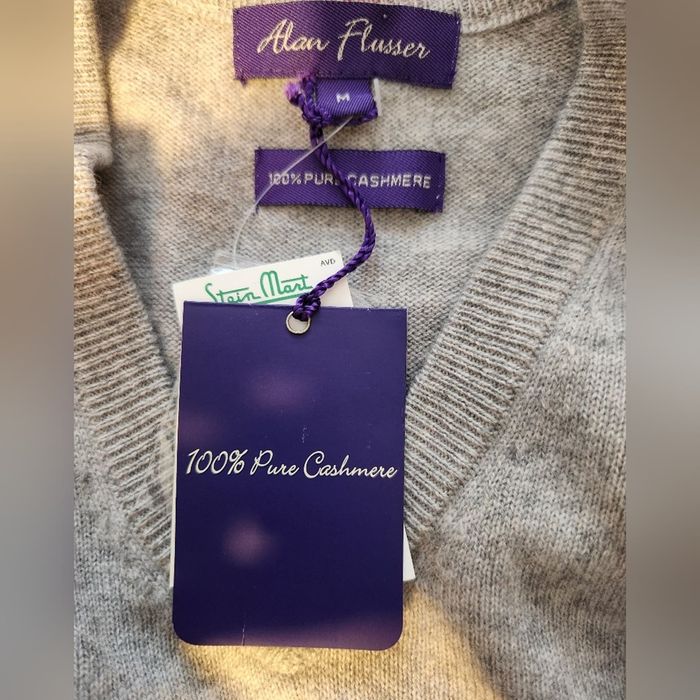 Alan Flusser
M
100% PURE CASHMERE
AVD
Stein Mart
100% Pure Cashmere